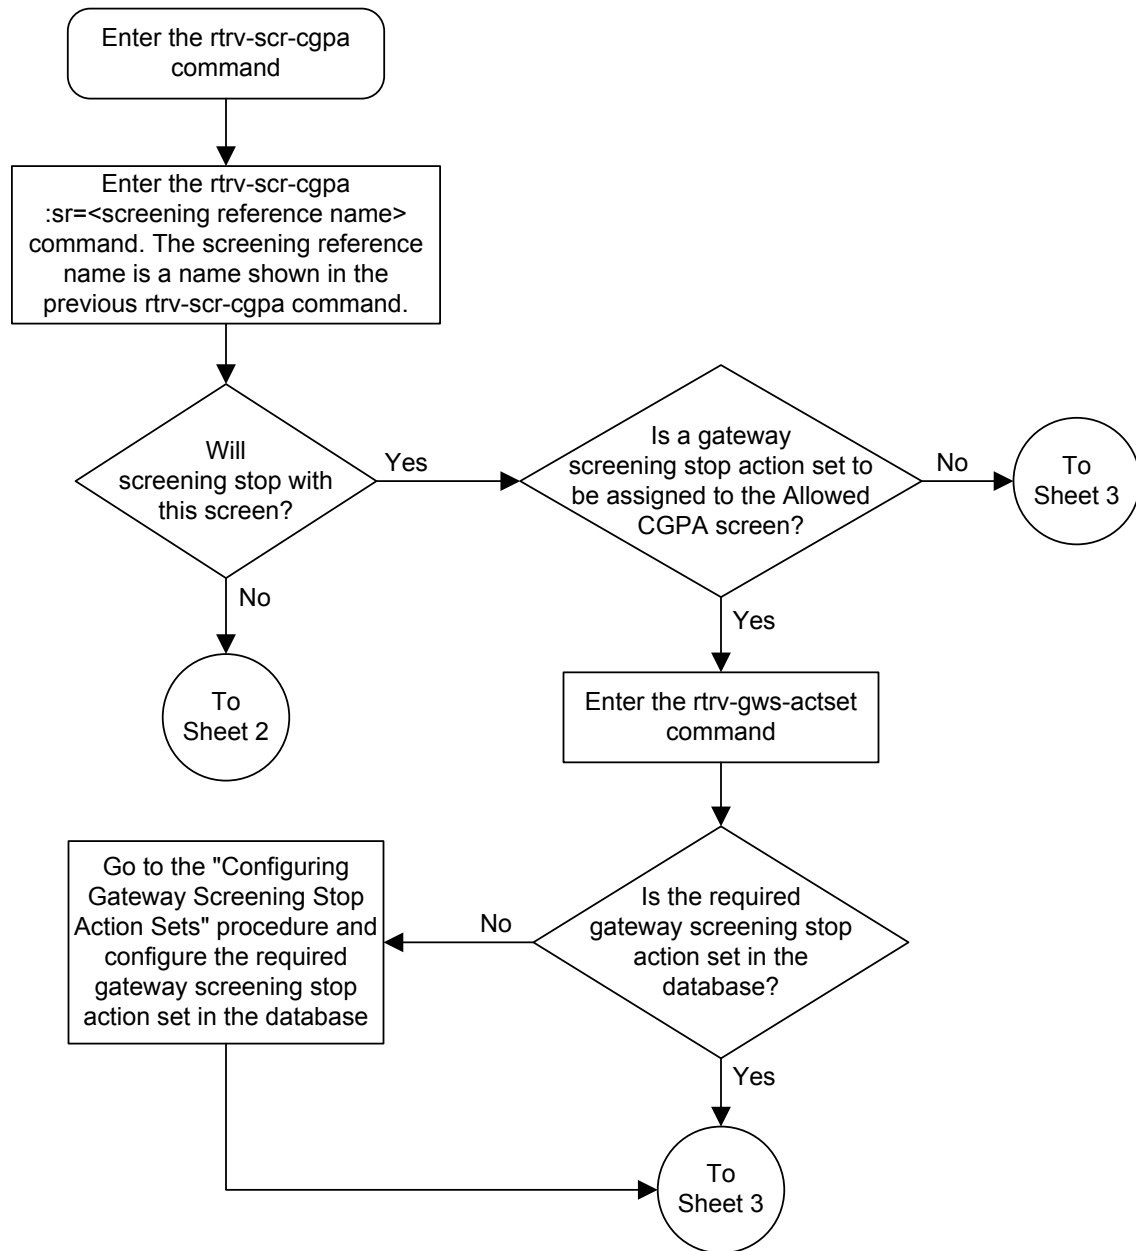 Enter the rtrv-scr-cgpa
command
Enter the rtrv-scr-cgpa
:sr=<screening reference name>
command. The screening reference
name is a name shown in the
previous rtrv-scr-cgpa command.
Will
screening stop with
this screen?
Yes
No
To
Sheet 2
Is a gateway
screening stop action set to
be assigned to the Allowed
CGPA screen?
No
To
Sheet 3
Yes
Enter the rtrv-gws-actset
command
Is the required
gateway screening stop
action set in the
database?
No
Go to the "Configuring
Gateway Screening Stop
Action Sets" procedure and
configure the required
gateway screening stop
action set in the database
Yes
To
Sheet 3